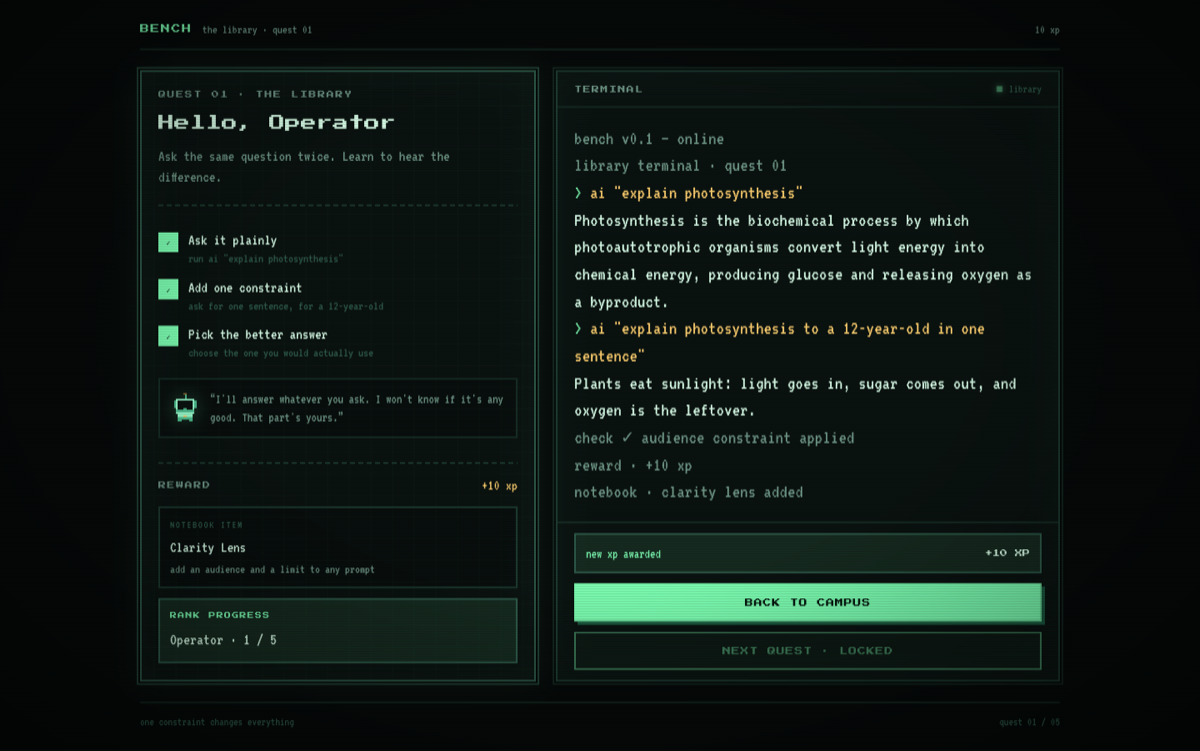 BENCH the library · quest 01
10 xp
QUEST 01 · THE LIBRARY
Hello, Operator
Ask the same question twice. Learn to hear the
difference.
✓ Ask it plainly
run ai "explain photosynthesis"
✓ Add one constraint
ask for one sentence, for a 12-year-old
✓ Pick the better answer
choose the one you would actually use
"I'll answer whatever you ask. I won't know if it's any
good. That part's yours."
REWARD
+10 xp
NOTEBOOK ITEM
Clarity Lens
add an audience and a limit to any prompt
RANK PROGRESS
Operator · 1 / 5
TERMINAL
library
bench v0.1 — online
library terminal · quest 01
❯ ai "explain photosynthesis"
Photosynthesis is the biochemical process by which
photoautotrophic organisms convert light energy into
chemical energy, producing glucose and releasing oxygen as
a byproduct.
❯ ai "explain photosynthesis to a 12-year-old in one
sentence"
Plants eat sunlight: light goes in, sugar comes out, and
oxygen is the leftover.
check ✓ audience constraint applied
reward · +10 xp
notebook · clarity lens added
new xp awarded
+10 XP
BACK TO CAMPUS
NEXT QUEST · LOCKED
one constraint changes everything
quest 01 / 05